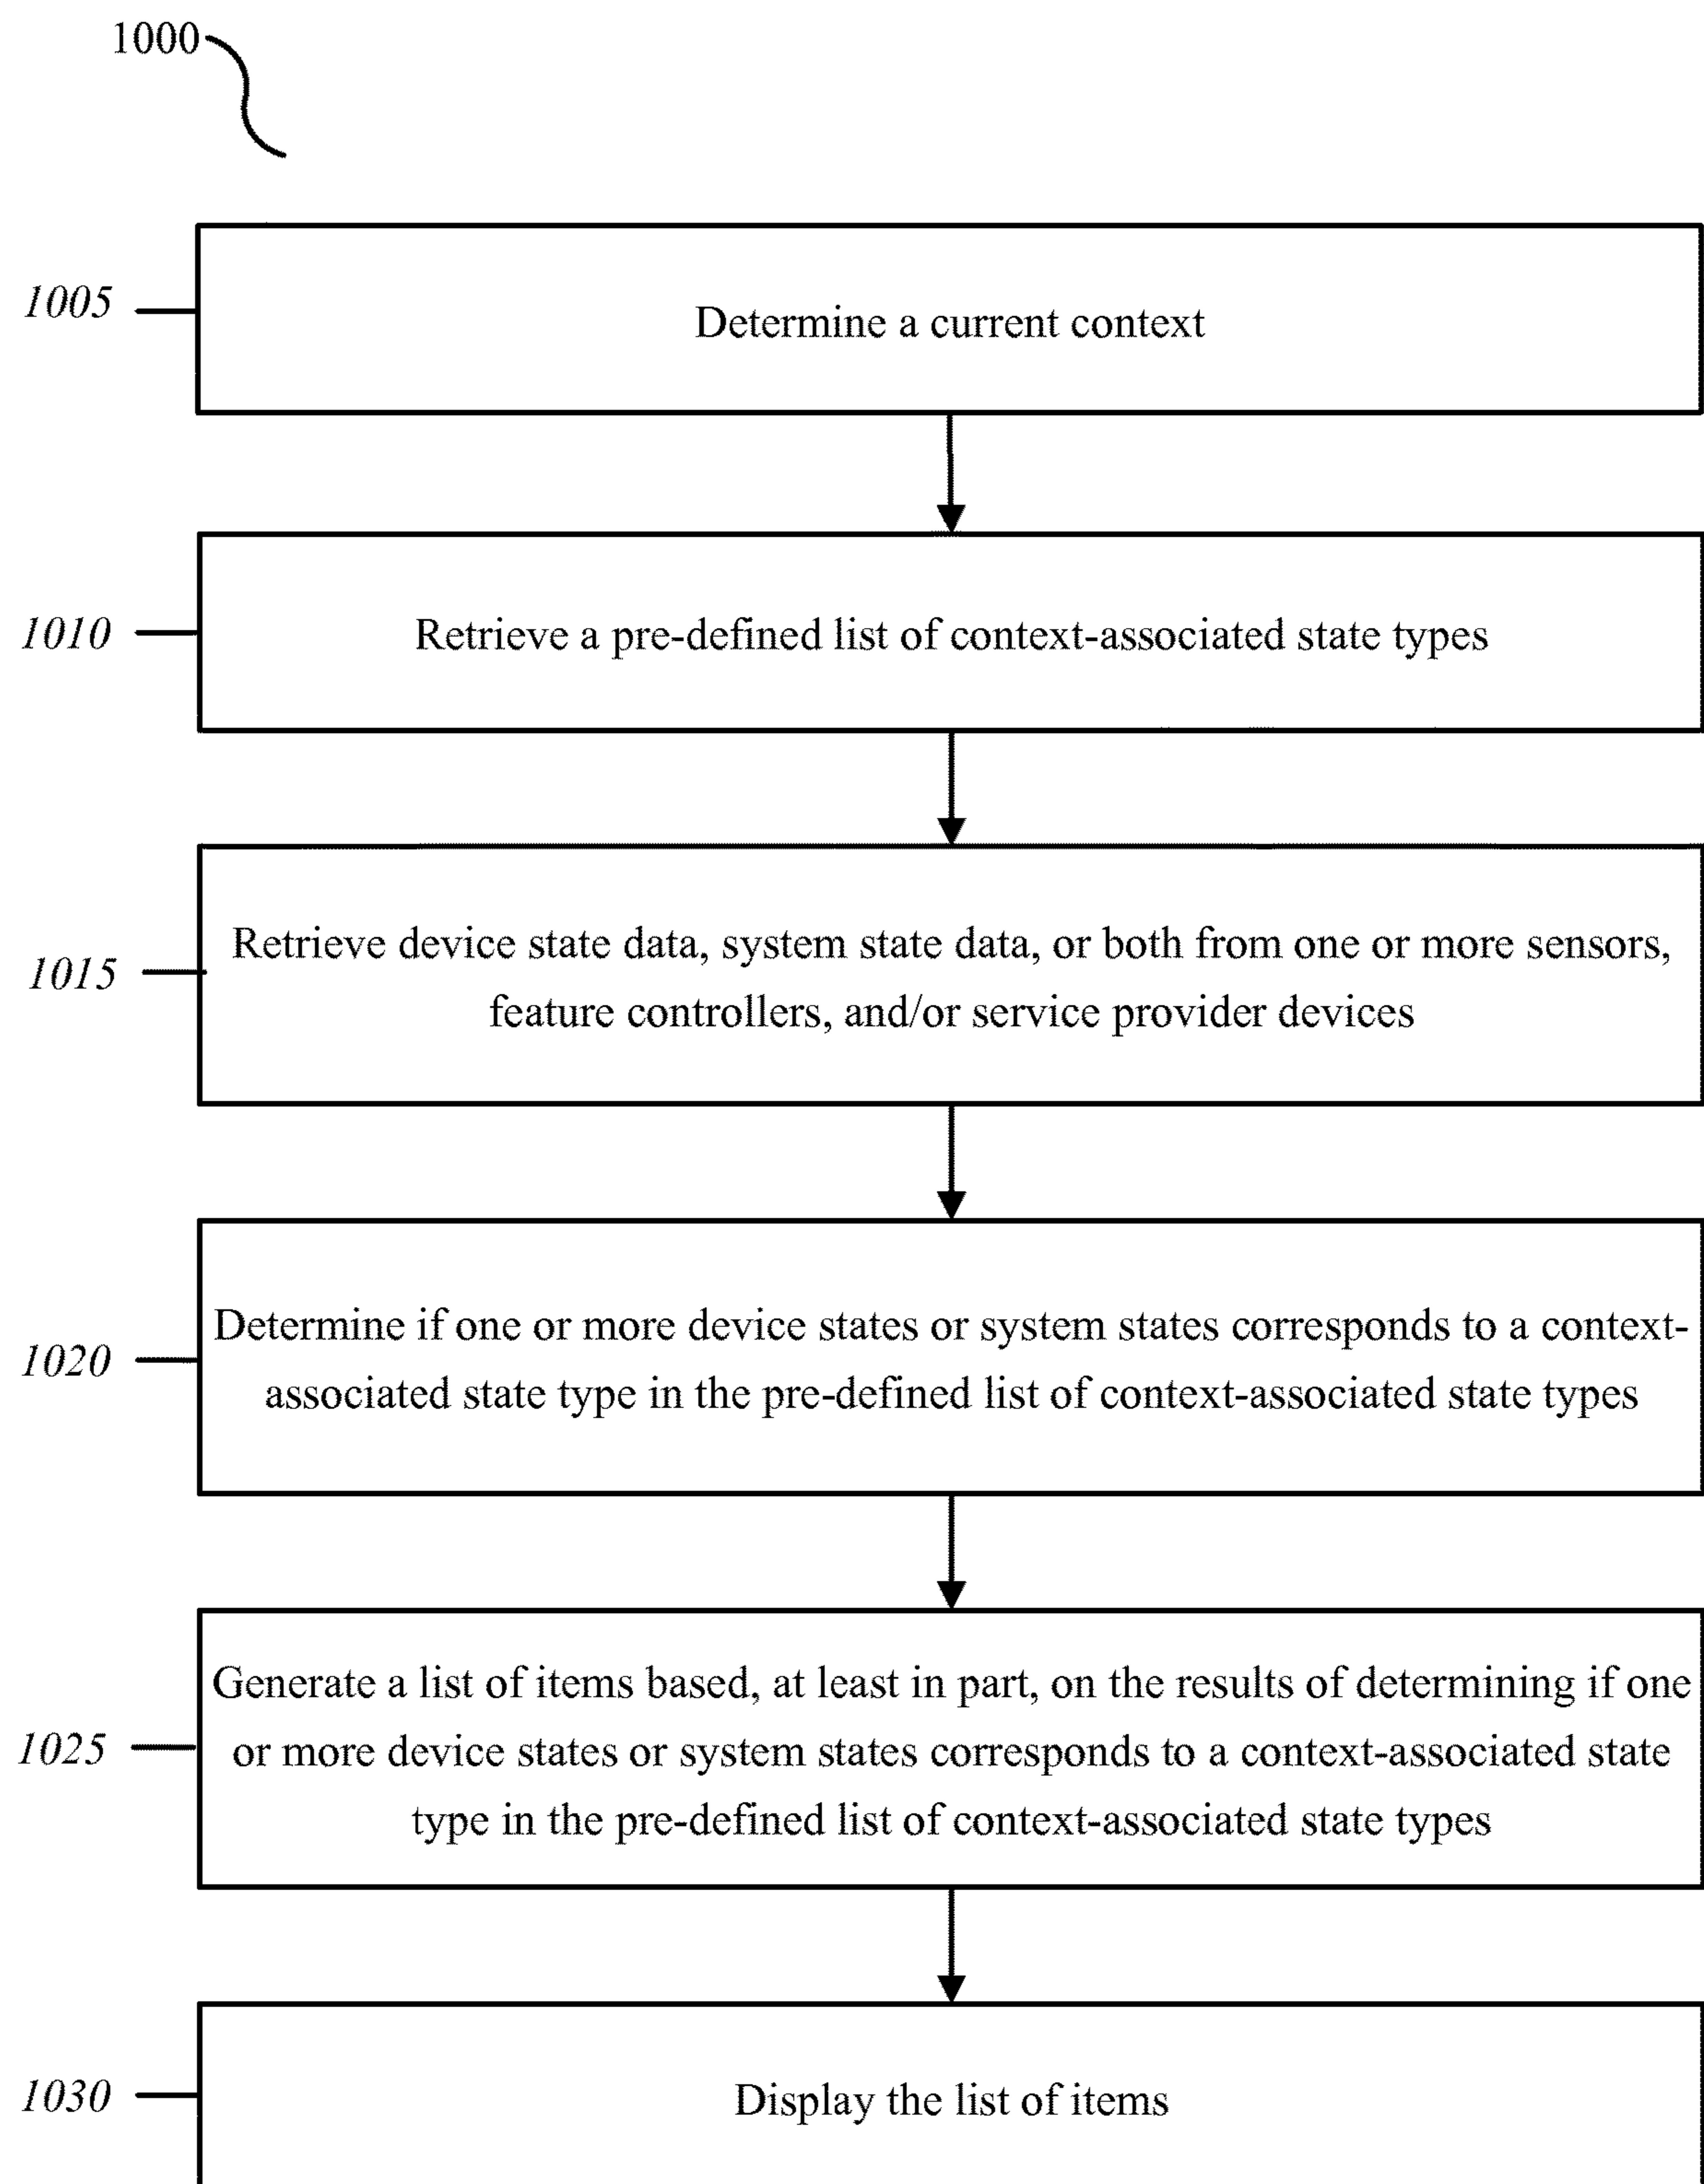 1000
1005
Determine a current context
1010
Retrieve a pre-defined list of context-associated state types
1015
Retrieve device state data, system state data, or both from one or more sensors,
feature controllers, and/or service provider devices
1020
Determine if one or more device states or system states corresponds to a context-
associated state type in the pre-defined list of context-associated state types
1025
Generate a list of items based, at least in part, on the results of determining if one
or more device states or system states corresponds to a context-associated state
type in the pre-defined list of context-associated state types
1030
Display the list of items